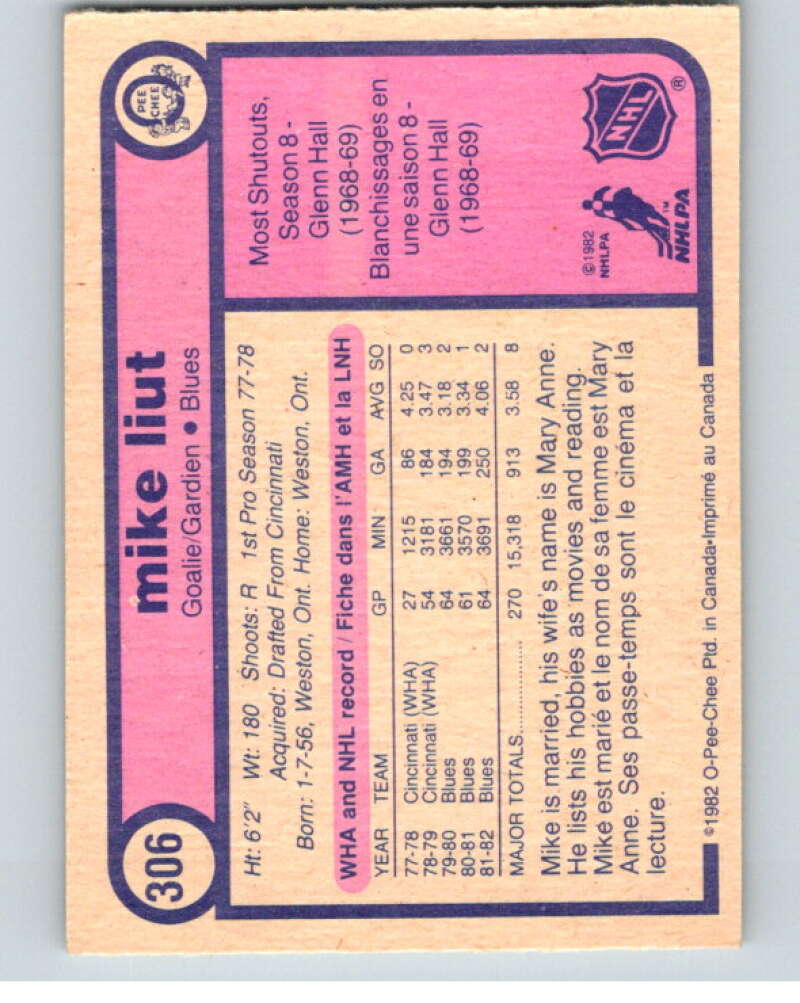 306
mike liut
Goalie/Gardien • Blues
PEE
CHEE
Ht: 6'2" Wt: 180 Shoots: R 1st Pro Season 77-78
Acquired: Drafted From Cincinnati
Born: 1-7-56, Weston, Ont. Home: Weston, Ont.
WHA and NHL record / Fiche dans l'AMH et la LNH
YEAR TEAM GP MIN GA AVG SO
77-78 Cincinnati (WHA) 27 1215 86 4.25 0
78-79 Cincinnati (WHA) 54 3181 184 3.47 3
79-80 Blues 64 3661 194 3.18 2
80-81 Blues 61 3570 199 3.34 1
81-82 Blues 64 3691 250 4.06 2
MAJOR TOTALS.................... 270 15,318 913 3.58 8
Mike is married, his wife's name is Mary Anne.
He lists his hobbies as movies and reading.
Mike est marié et le nom de sa femme est Mary
Anne. Ses passe-temps sont le cinéma et la
lecture.
Most Shutouts,
Season 8 -
Glenn Hall
(1968-69)
Blanchissages en
une saison 8 -
Glenn Hall
(1968-69)
©1982
NHLPA
NHLPA™
NHL®
©1982 O-Pee-Chee Ptd. in Canada•Imprimé au Canada